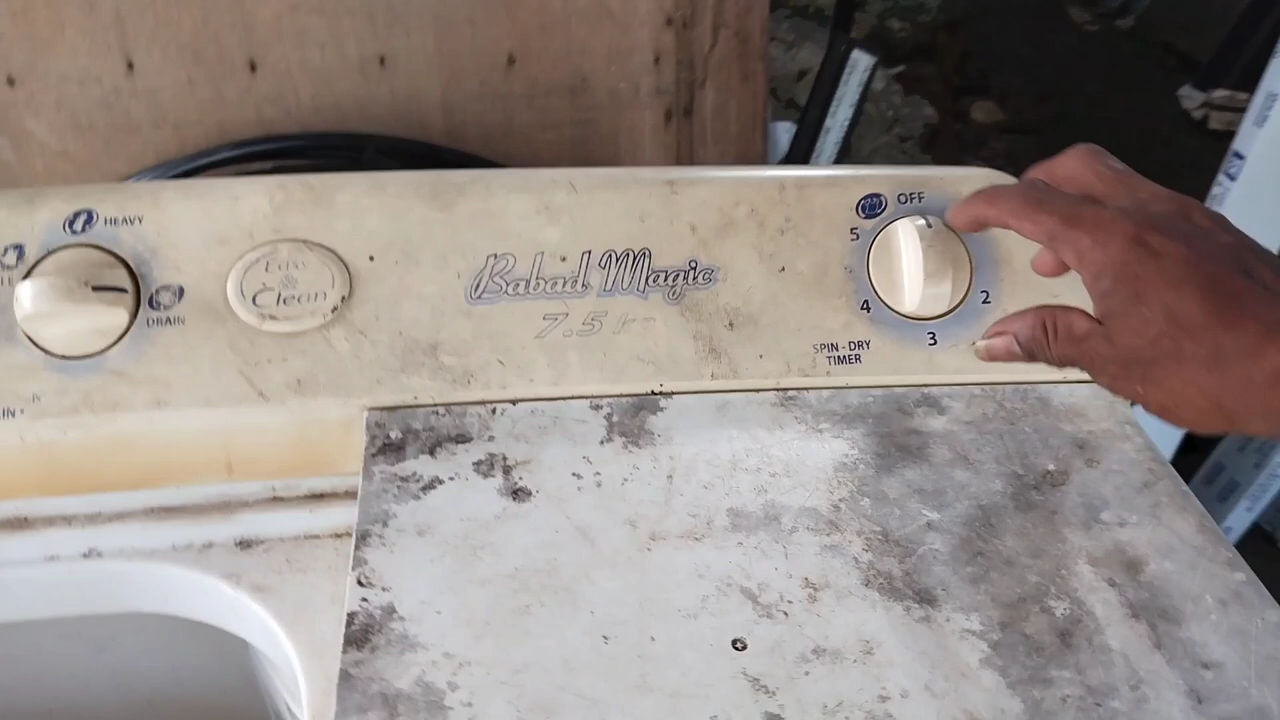 HEAVY
DRAIN
Easy
&
Clean
Babad Magic
7.5
OFF
5
4
3
2
SPIN-DRY
TIMER